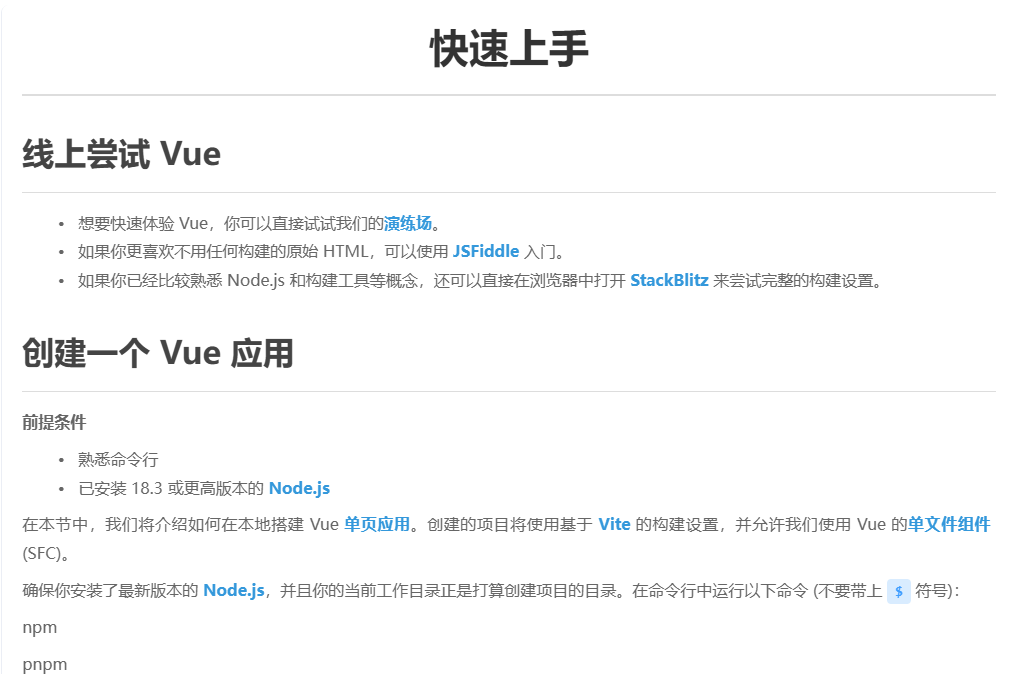 快速上手
线上尝试 Vue
• 想要快速体验 Vue，你可以直接试试我们的演练场。
• 如果你更喜欢不用任何构建的原始 HTML，可以使用 JSFiddle 入门。
• 如果你已经比较熟悉 Node.js 和构建工具等概念，还可以直接在浏览器中打开 StackBlitz 来尝试完整的构建设置。
创建一个 Vue 应用
前提条件
• 熟悉命令行
• 已安装 18.3 或更高版本的 Node.js
在本节中，我们将介绍如何在本地搭建 Vue 单页应用。创建的项目将使用基于 Vite 的构建设置，并允许我们使用 Vue 的单文件组件
(SFC)。
确保你安装了最新版本的 Node.js，并且你的当前工作目录正是打算创建项目的目录。在命令行中运行以下命令 (不要带上 $ 符号)：
npm
pnpm